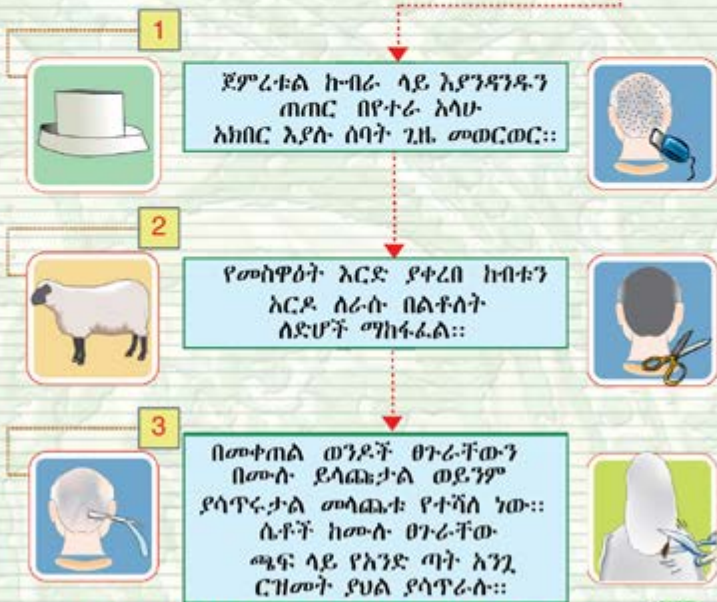 1
ጀምረቱል ኩብራ ላይ እያንዳንዱን
ጠጠር በየተራ አላሁ
አክበር እያሉ ሰባት ጊዜ መወርወር፡፡
2
የመስዋዕት እርድ ያቀረበ ከብቱን
አርዶ ለራሱ በልቶለት
ለድሆች ማከፋፈል፡፡
3
በመቀጠል ወንዶች ፀጉራቸውን
በሙሉ ይላጩታል ወይንም
ያሳጥሩታል መላጨቱ የተሻለ ነው፡፡
ሴቶች ከሙሉ ፀጉራቸው
ጫፍ ላይ የአንድ ጣት አንጓ
ርዝመት ያህል ያሳጥራሉ፡፡